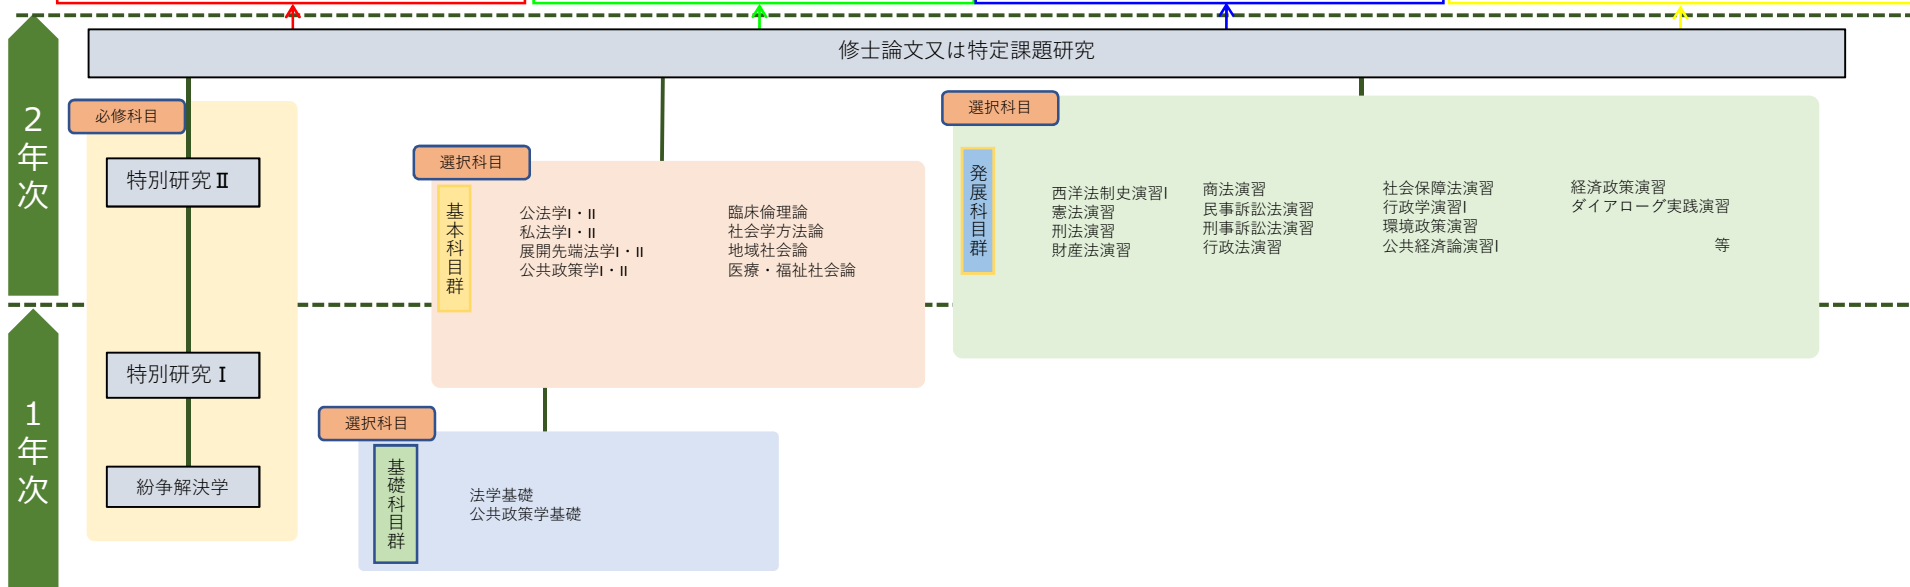 修士論文又は特定課題研究
2年次
必修科目
特別研究Ⅱ
特別研究Ⅰ
紛争解決学
1年次
選択科目
基本科目群
公法学I・II
私法学I・II
展開先端法学I・II
公共政策学I・II
臨床倫理論
社会学方法論
地域社会論
医療・福祉社会論
選択科目
発展科目群
西洋法制史演習I
憲法演習
刑法演習
財産法演習
商法演習
民事訴訟法演習
刑事訴訟法演習
行政法演習
社会保障法演習
行政学演習I
環境政策演習
公共経済論演習I
経済政策演習
ダイアローグ実践演習
等
選択科目
基礎科目群
法学基礎
公共政策学基礎